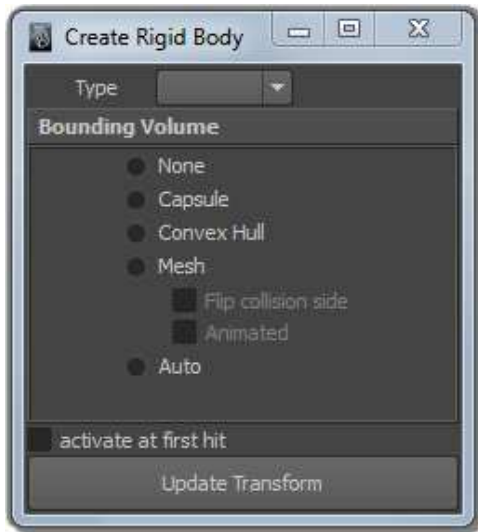 Create Rigid Body
Type
Bounding Volume
None
Capsule
Convex Hull
Mesh
Flip collision side
Animated
Auto
activate at first hit
Update Transform